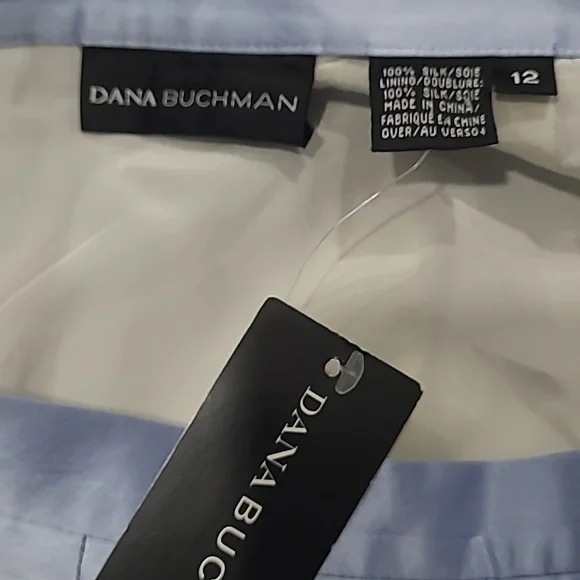 DANA BUCHMAN
100% SILK/SOIE
LINING/DOUBLURE:
100% SILK/SOIE
MADE IN CHINA/
FABRIQUE EN CHINE
OVER/AU VERSO→
12
DANA BUC